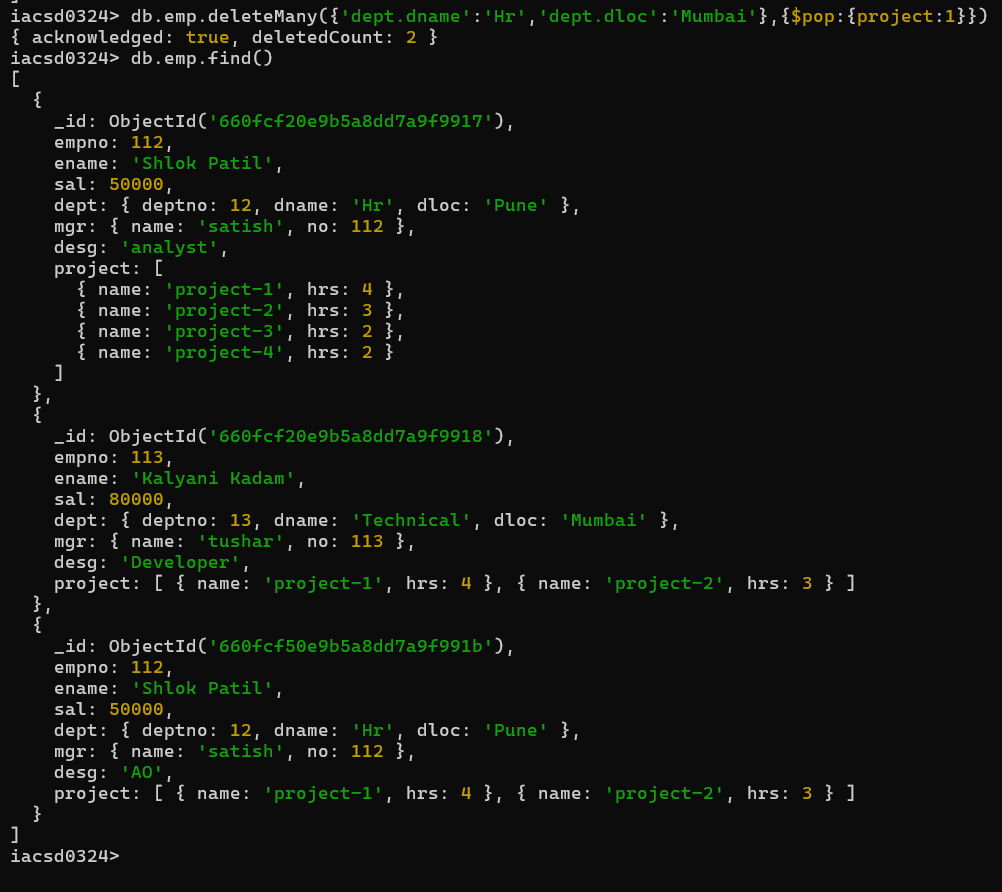 ]
iacsd0324> db.emp.deleteMany({'dept.dname':'Hr','dept.dloc':'Mumbai'},{$pop:{project:1}})
{ acknowledged: true, deletedCount: 2 }
iacsd0324> db.emp.find()
[
  {
    _id: ObjectId('660fcf20e9b5a8dd7a9f9917'),
    empno: 112,
    ename: 'Shlok Patil',
    sal: 50000,
    dept: { deptno: 12, dname: 'Hr', dloc: 'Pune' },
    mgr: { name: 'satish', no: 112 },
    desg: 'analyst',
    project: [
      { name: 'project-1', hrs: 4 },
      { name: 'project-2', hrs: 3 },
      { name: 'project-3', hrs: 2 },
      { name: 'project-4', hrs: 2 }
    ]
  },
  {
    _id: ObjectId('660fcf20e9b5a8dd7a9f9918'),
    empno: 113,
    ename: 'Kalyani Kadam',
    sal: 80000,
    dept: { deptno: 13, dname: 'Technical', dloc: 'Mumbai' },
    mgr: { name: 'tushar', no: 113 },
    desg: 'Developer',
    project: [ { name: 'project-1', hrs: 4 }, { name: 'project-2', hrs: 3 } ]
  },
  {
    _id: ObjectId('660fcf50e9b5a8dd7a9f991b'),
    empno: 112,
    ename: 'Shlok Patil',
    sal: 50000,
    dept: { deptno: 12, dname: 'Hr', dloc: 'Pune' },
    mgr: { name: 'satish', no: 112 },
    desg: 'AO',
    project: [ { name: 'project-1', hrs: 4 }, { name: 'project-2', hrs: 3 } ]
  }
]
iacsd0324>